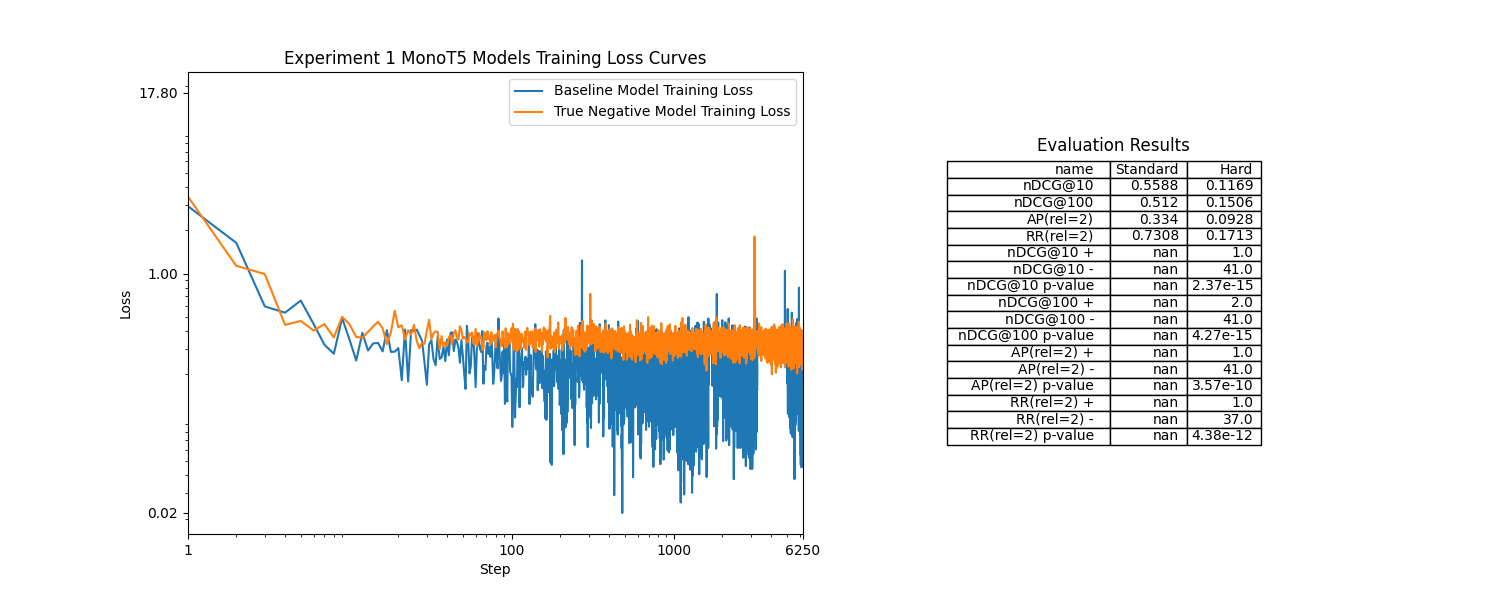 Experiment 1 MonoT5 Models Training Loss Curves
17.80
1.00
0.02
Loss
Baseline Model Training Loss
True Negative Model Training Loss
1
100
1000
6250
Step
Evaluation Results
name Standard Hard
nDCG@10 0.5588 0.1169
nDCG@100 0.512 0.1506
AP(rel=2) 0.334 0.0928
RR(rel=2) 0.7308 0.1713
nDCG@10 + nan 1.0
nDCG@10 - nan 41.0
nDCG@10 p-value nan 2.37e-15
nDCG@100 + nan 2.0
nDCG@100 - nan 41.0
nDCG@100 p-value nan 4.27e-15
AP(rel=2) + nan 1.0
AP(rel=2) - nan 41.0
AP(rel=2) p-value nan 3.57e-10
RR(rel=2) + nan 1.0
RR(rel=2) - nan 37.0
RR(rel=2) p-value nan 4.38e-12